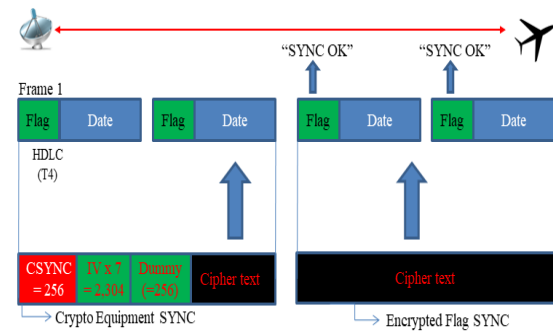 “SYNC OK” “SYNC OK”
Frame 1
Flag Date Flag Date Flag Date Flag Date
HDLC
(T4)
CSYNC
= 256
IV x 7
= 2,304
Dummy
(=256)
Cipher text
Cipher text
Crypto Equipment SYNC
Encrypted Flag SYNC